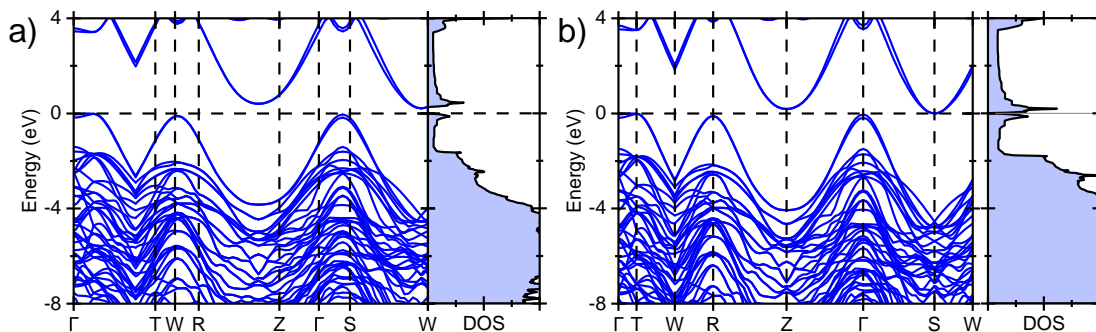 a)
Energy (eV)
4
0
-4
-8
Γ T W R Z Γ S W
DOS
b)
Energy (eV)
4
0
-4
-8
Γ T W R Z Γ S W
DOS